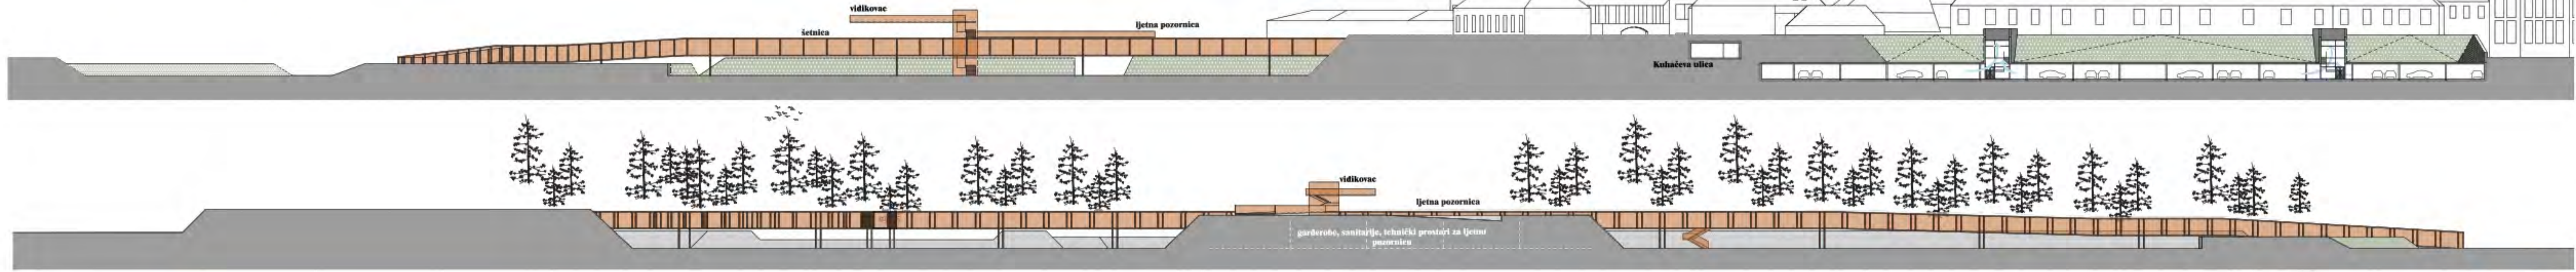 vidikovac
ljetna pozornica
šetnica
Kuhačeva ulica
vidikovac
ljetna pozornica
garderobe, sanitarije, tehnički prostori za ljetnu
pozornicu